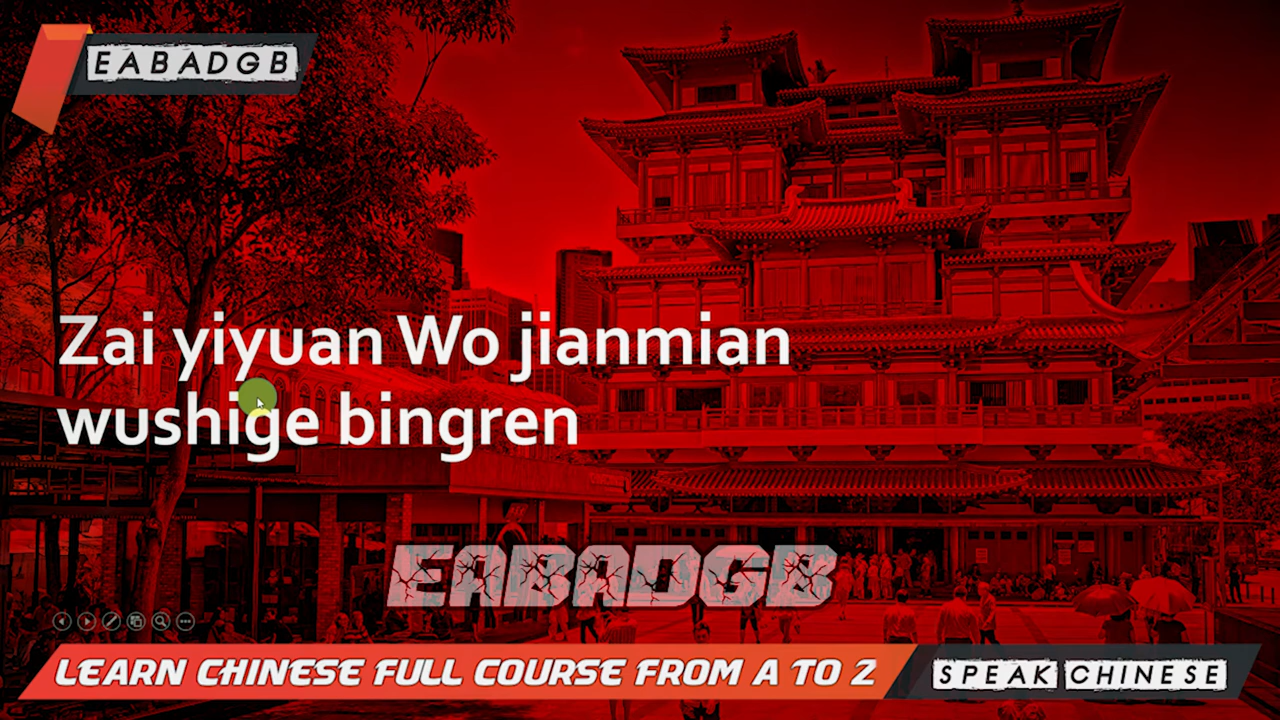 EABADGB
Zai yiyuan Wo jianmian
wushige bingren
EABADGB
LEARN CHINESE FULL COURSE FROM A TO Z
SPEAK CHINESE